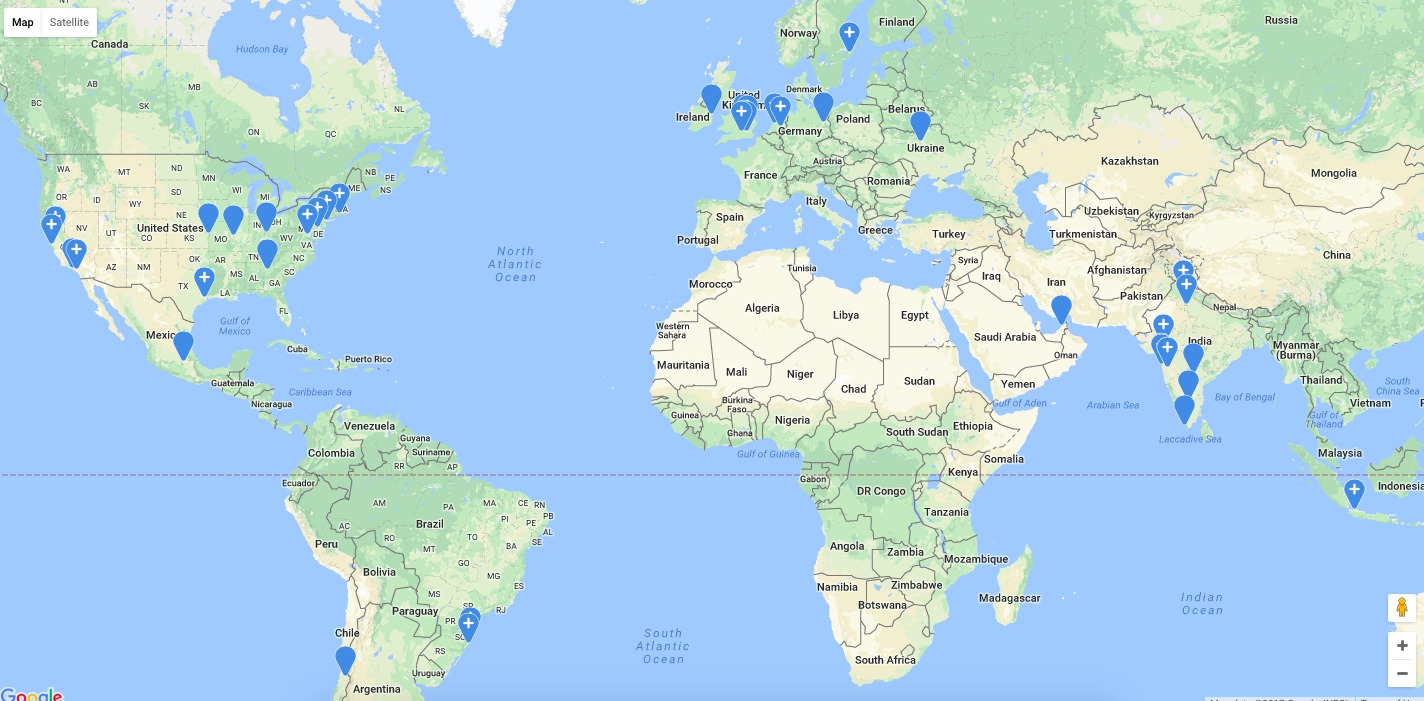 Map Satellite
Canada
Hudson Bay
AB
MB
BC
SK
NL
ON
QC
NB
PE
NS
WA
MT
ND
MN
OR
ID
SD
WY
MI
ME
NV
UT
NE
United States
CO
KS
MO
IN
OH
WV
DE
VA
NC
AZ
NM
OK
AR
TN
SC
TX
MS
AL
GA
LA
FL
Gulf of
Mexico
Mexico
Cuba
Puerto Rico
Guatemala
Caribbean Sea
Nicaragua
Venezuela
Guyana
Suriname
Colombia
RR
AP
Ecuador
AM
PA
MA
CE
RN
PI
PB
AC
Brazil
TO
AL
RO
BA
SE
Peru
MT
GO
Bolivia
MG
ES
MS
Paraguay
SP
RJ
PR
SC
Chile
RS
Uruguay
Argentina
North
Atlantic
Ocean
South
Atlantic
Ocean
Norway
Finland
Russia
United
Kingdom
Denmark
Ireland
Belarus
Poland
Germany
Ukraine
Austria
France
Romania
Italy
Spain
Portugal
Greece
Turkey
Kazakhstan
Mongolia
Uzbekistan
Kyrgyzstan
Turkmenistan
China
Tunisia
Syria
Iraq
Iran
Afghanistan
Morocco
Pakistan
Nepal
Algeria
Libya
Egypt
Western
Sahara
Saudi Arabia
Oman
India
Myanmar
(Burma)
Mauritania
Mali
Niger
Chad
Sudan
Yemen
Thailand
Burkina
Faso
Gulf of Aden
Arabian Sea
Bay of Bengal
Vietnam
South
China Sea
Guinea
Ghana
Nigeria
South Sudan
Ethiopia
Gulf of
Thailand
Laccadive Sea
Gulf of Guinea
Somalia
Malaysia
Gabon
Kenya
DR Congo
Indonesia
Tanzania
Angola
Zambia
Mozambique
Namibia
Zimbabwe
Botswana
Madagascar
Indian
Ocean
South Africa
Google